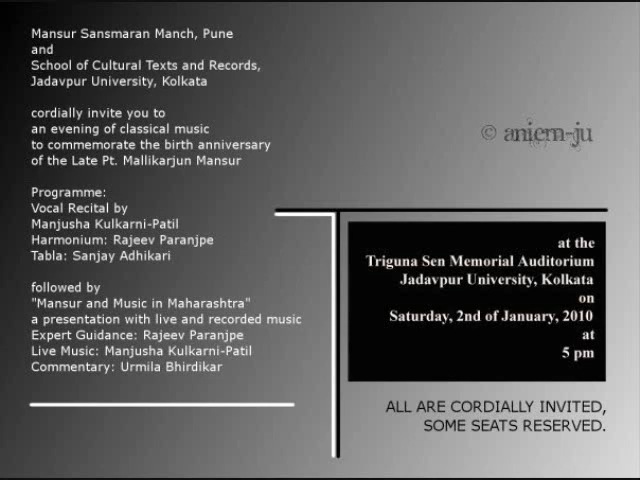 Mansur Sansmaran Manch, Pune
and
School of Cultural Texts and Records,
Jadavpur University, Kolkata
cordially invite you to
an evening of classical music
to commemorate the birth anniversary
of the Late Pt. Mallikarjun Mansur
Programme:
Vocal Recital by
Manjusha Kulkarni-Patil
Harmonium: Rajeev Paranjpe
Tabla: Sanjay Adhikari
followed by
"Mansur and Music in Maharashtra"
a presentation with live and recorded music
Expert Guidance: Rajeev Paranjpe
Live Music: Manjusha Kulkarni-Patil
Commentary: Urmila Bhirdikar
© aniem-ju
at the
Triguna Sen Memorial Auditorium
Jadavpur University, Kolkata
on
Saturday, 2nd of January, 2010
at
5 pm
ALL ARE CORDIALLY INVITED,
SOME SEATS RESERVED.